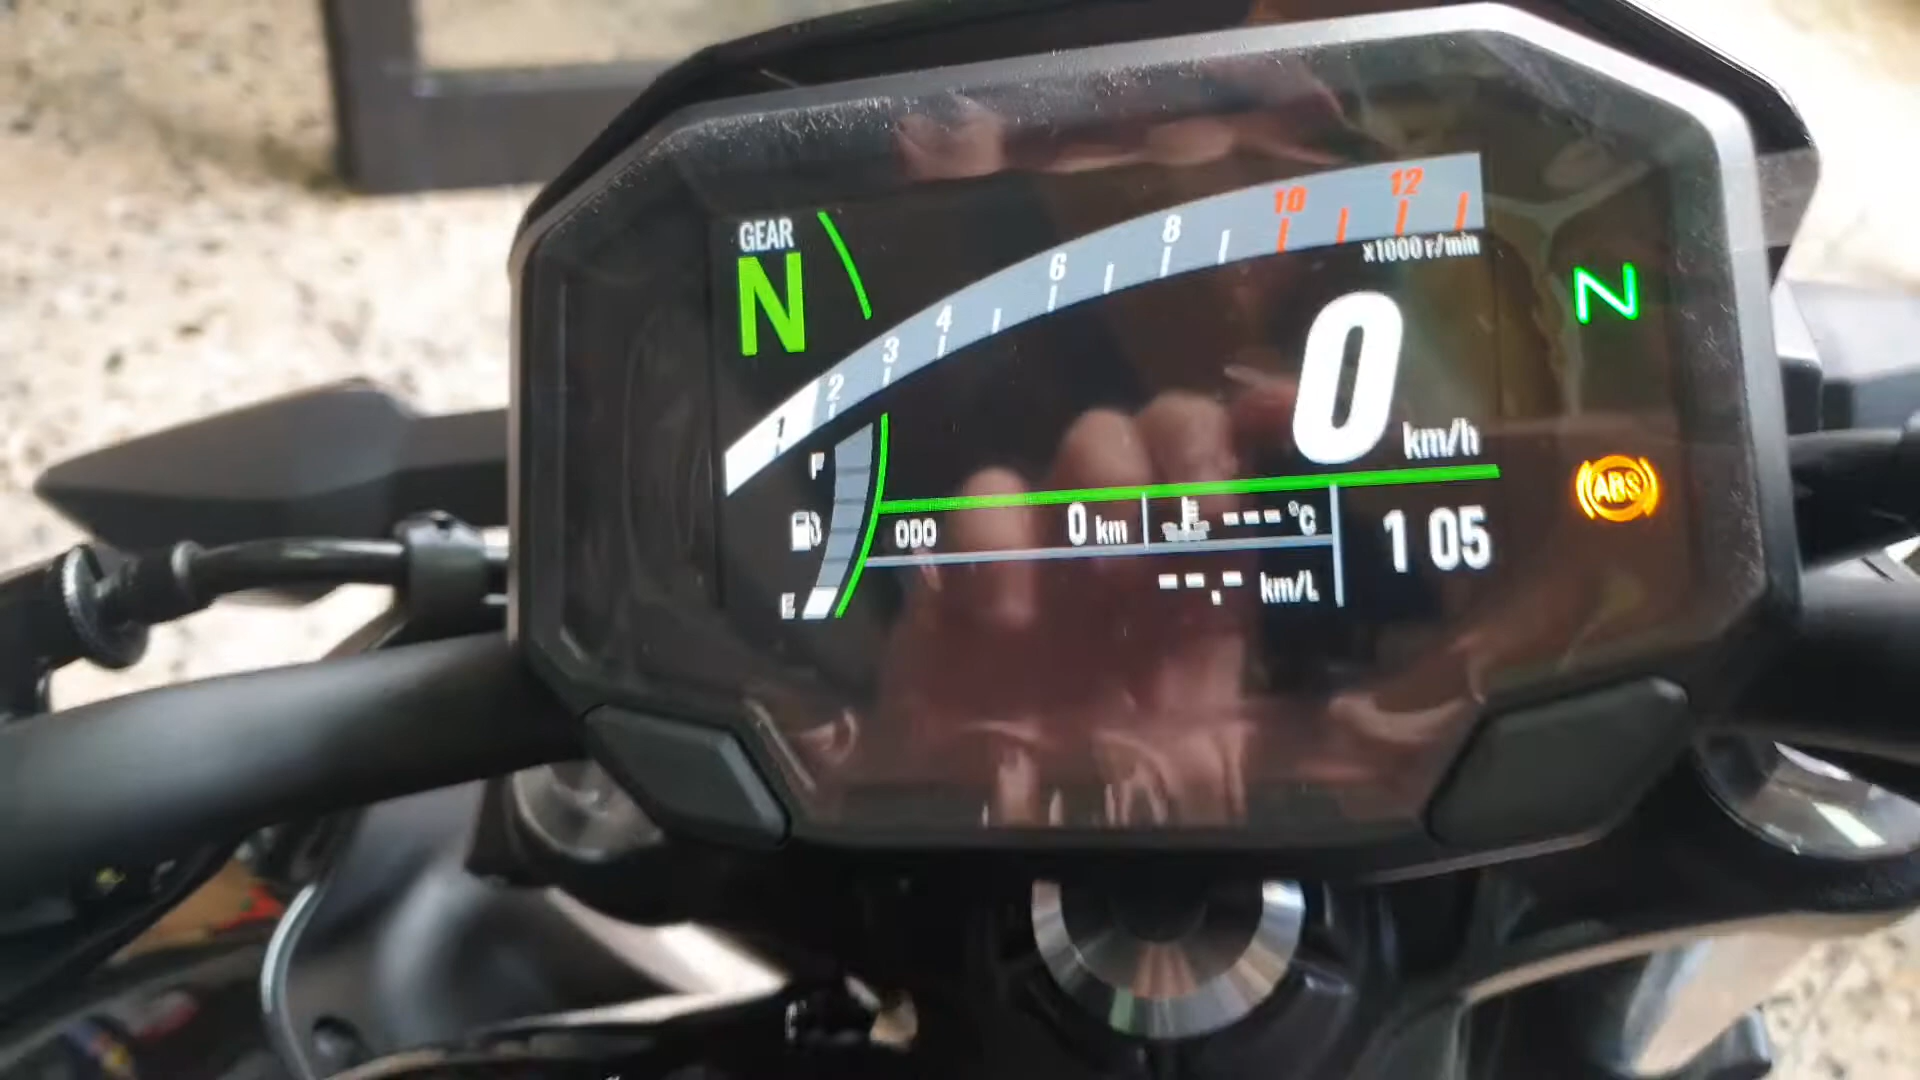 GEAR
N
1 2 3 4 6 8 10 12
x1000 r/min
N
0 km/h
F
ABS
ODO 0 km ---°C
1 05
--.- km/L
E